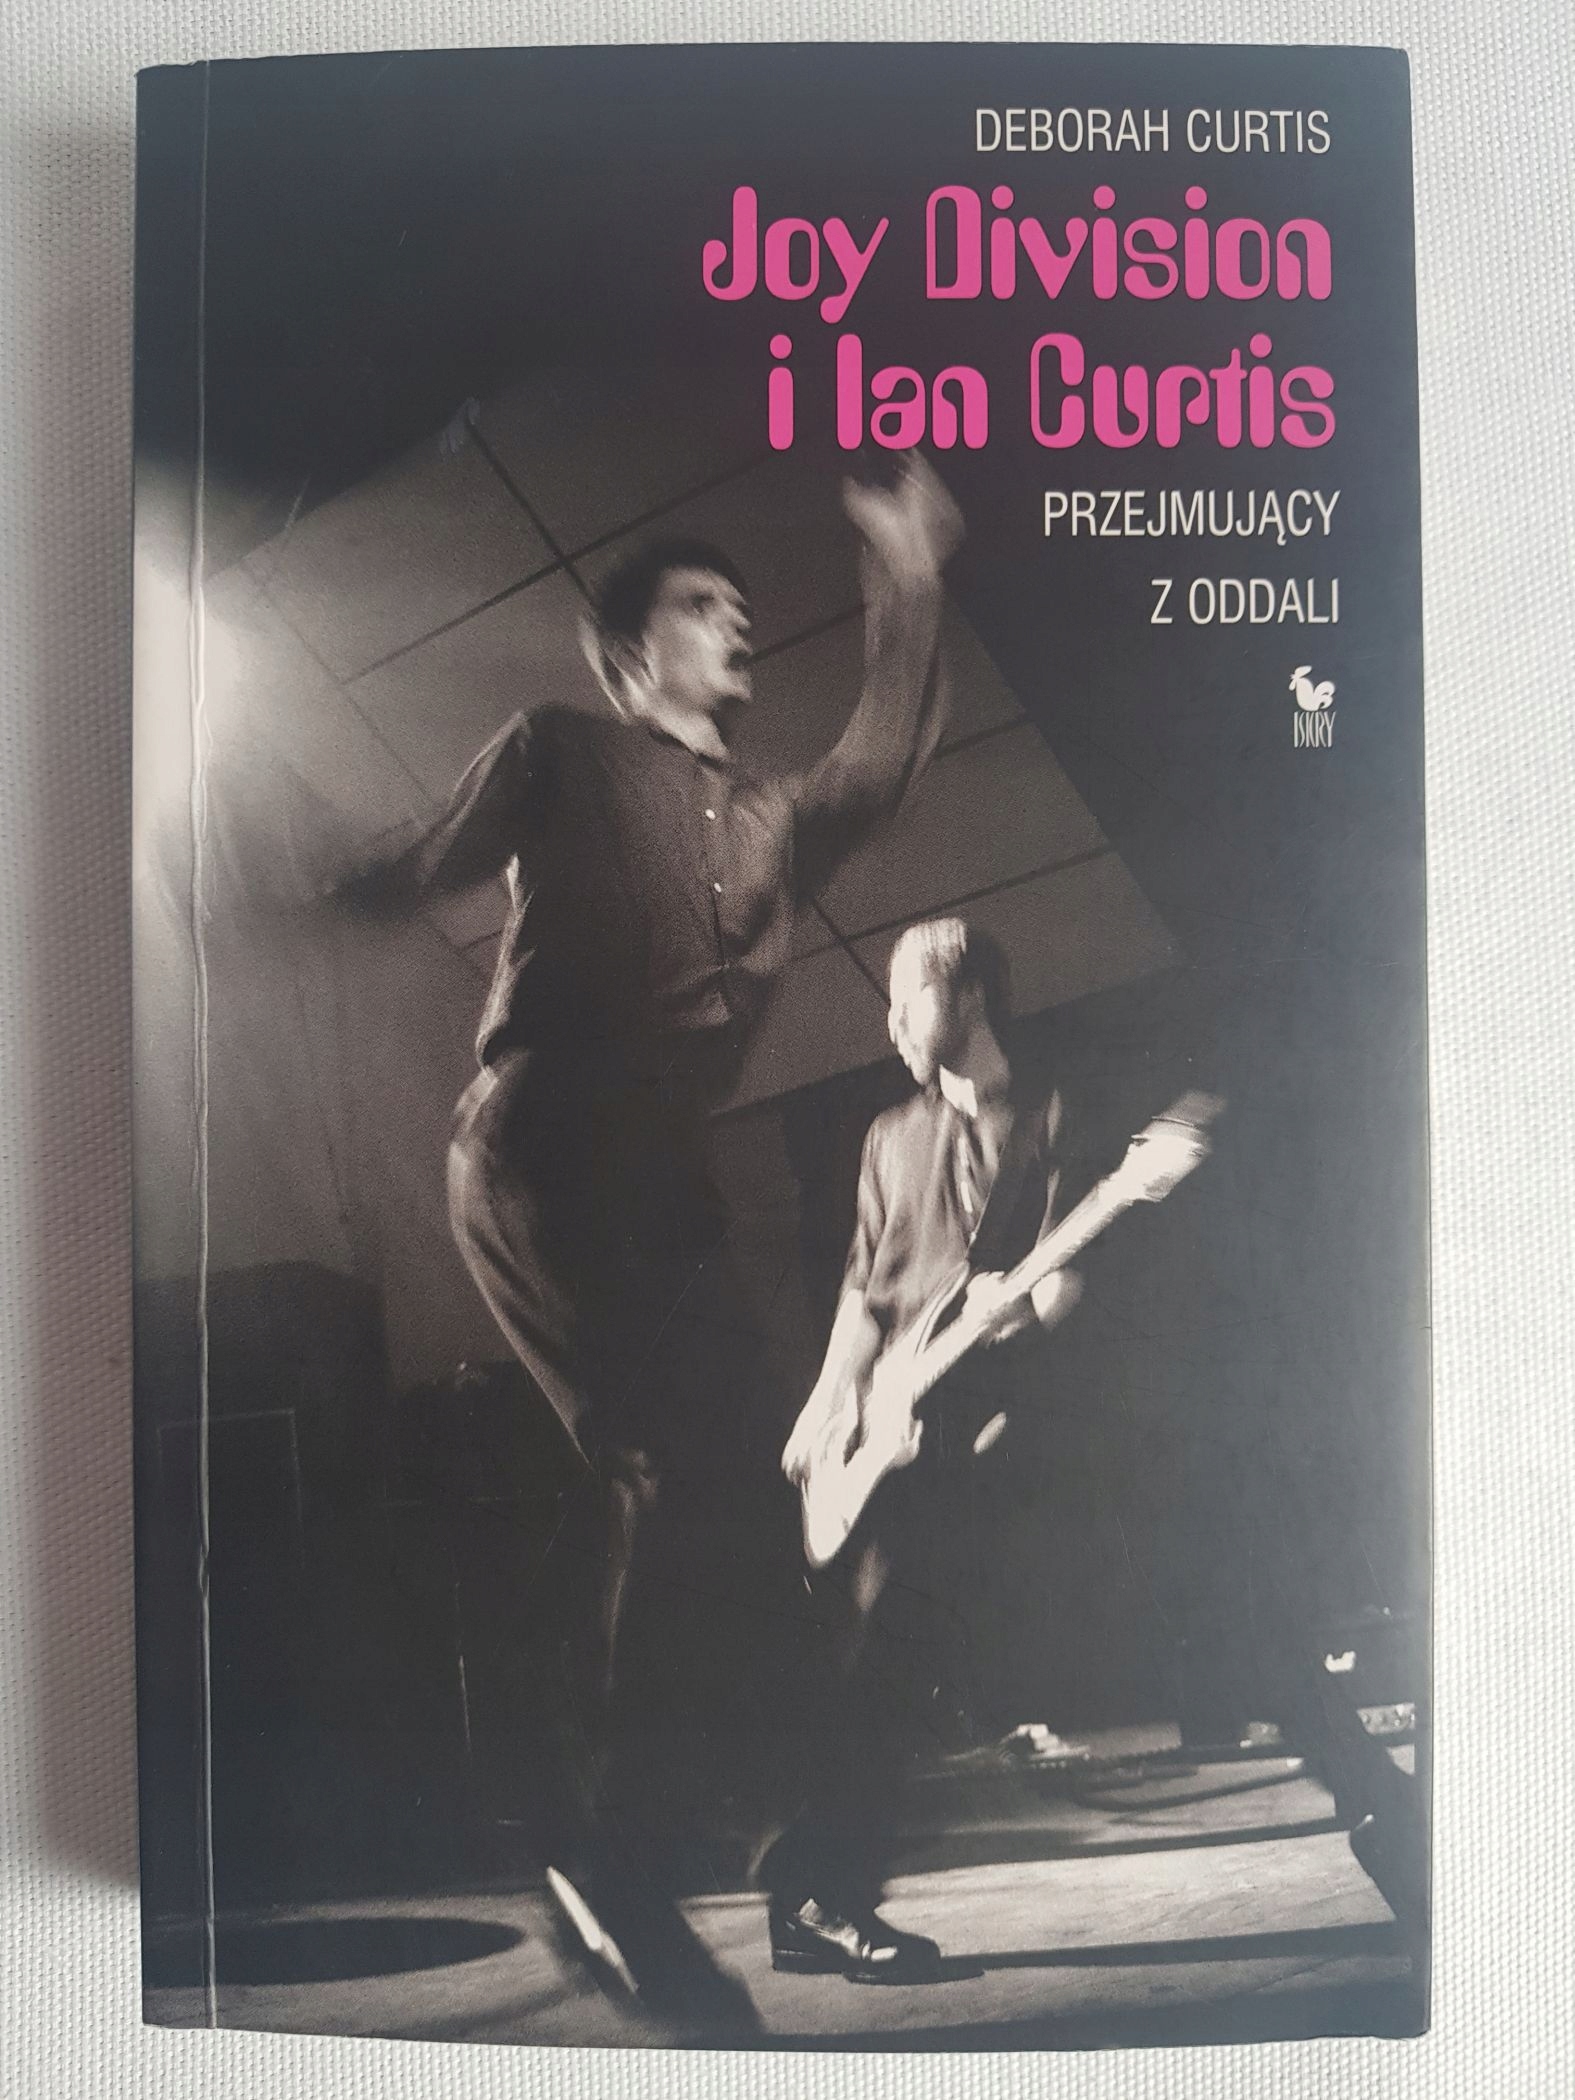 DEBORAH CURTIS
Joy Division
i Ian Curtis
PRZEJMUJĄCY
Z ODDALI
ISKRY